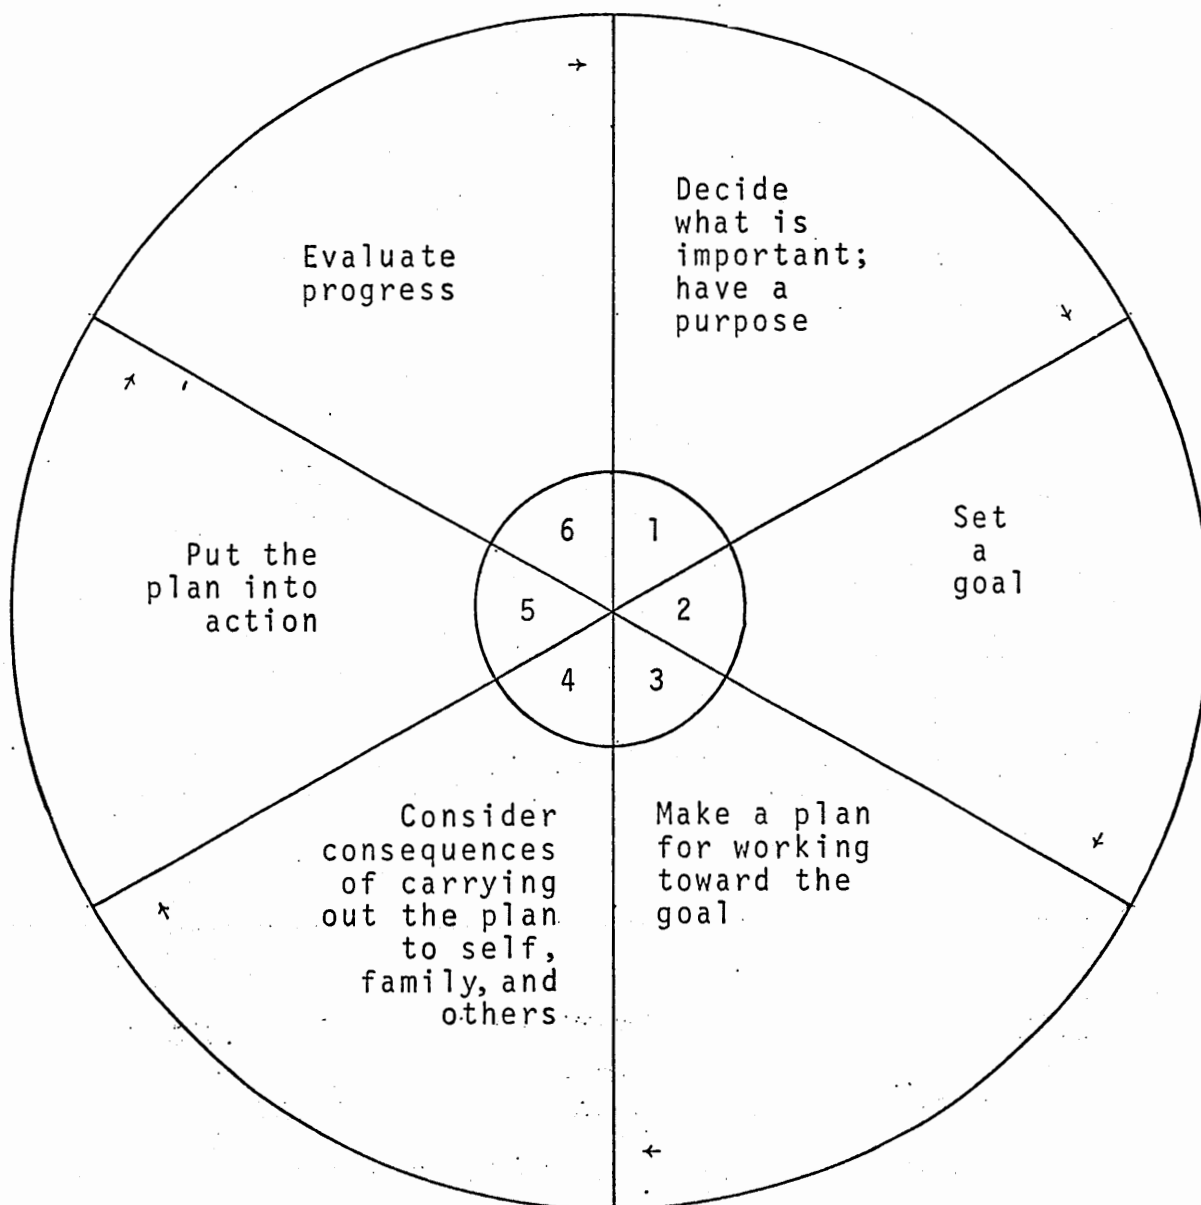 Decide
what is
important;
have a
purpose
Set
a
goal
Make a plan
for working
toward the
goal
Consider
consequences
of carrying
out the plan
to self,
family, and
others
Put the
plan into
action
Evaluate
progress
6 1
5 2
4 3